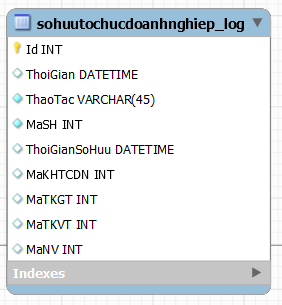 sohuutochucdoanhnghiep_log
Id INT
ThoiGian DATETIME
ThaoTac VARCHAR(45)
MaSH INT
ThoiGianSoHuu DATETIME
MaKHTCDN INT
MaTKGT INT
MaTKVT INT
MaNV INT
Indexes